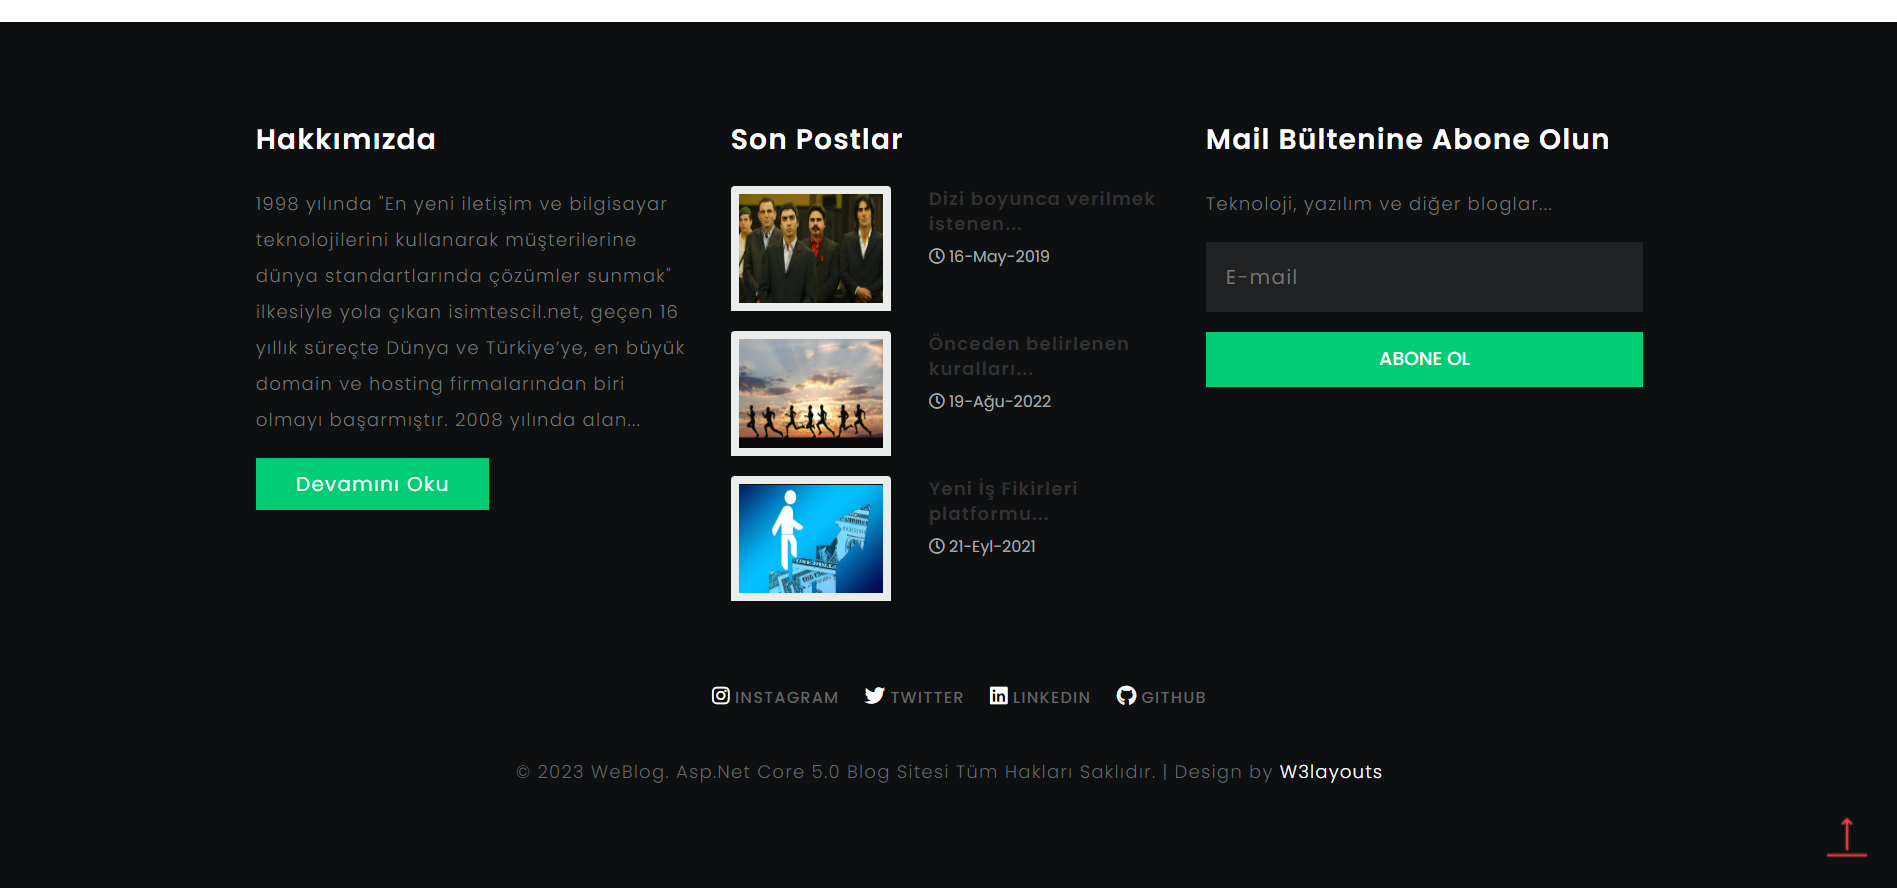 Hakkımızda
1998 yılında "En yeni iletişim ve bilgisayar
teknolojilerini kullanarak müşterilerine
dünya standartlarında çözümler sunmak"
ilkesiyle yola çıkan isimtescil.net, geçen 16
yıllık süreçte Dünya ve Türkiye’ye, en büyük
domain ve hosting firmalarından biri
olmayı başarmıştır. 2008 yılında alan...
Devamını Oku
Son Postlar
Dizi boyunca verilmek
istenen...
16-May-2019
Önceden belirlenen
kuralları...
19-Ağu-2022
Yeni İş Fikirleri
platformu...
21-Eyl-2021
Mail Bültenine Abone Olun
Teknoloji, yazılım ve diğer bloglar...
E-mail
ABONE OL
INSTAGRAM TWITTER LINKEDIN GITHUB
© 2023 WeBlog. Asp.Net Core 5.0 Blog Sitesi Tüm Hakları Saklıdır. | Design by W3layouts